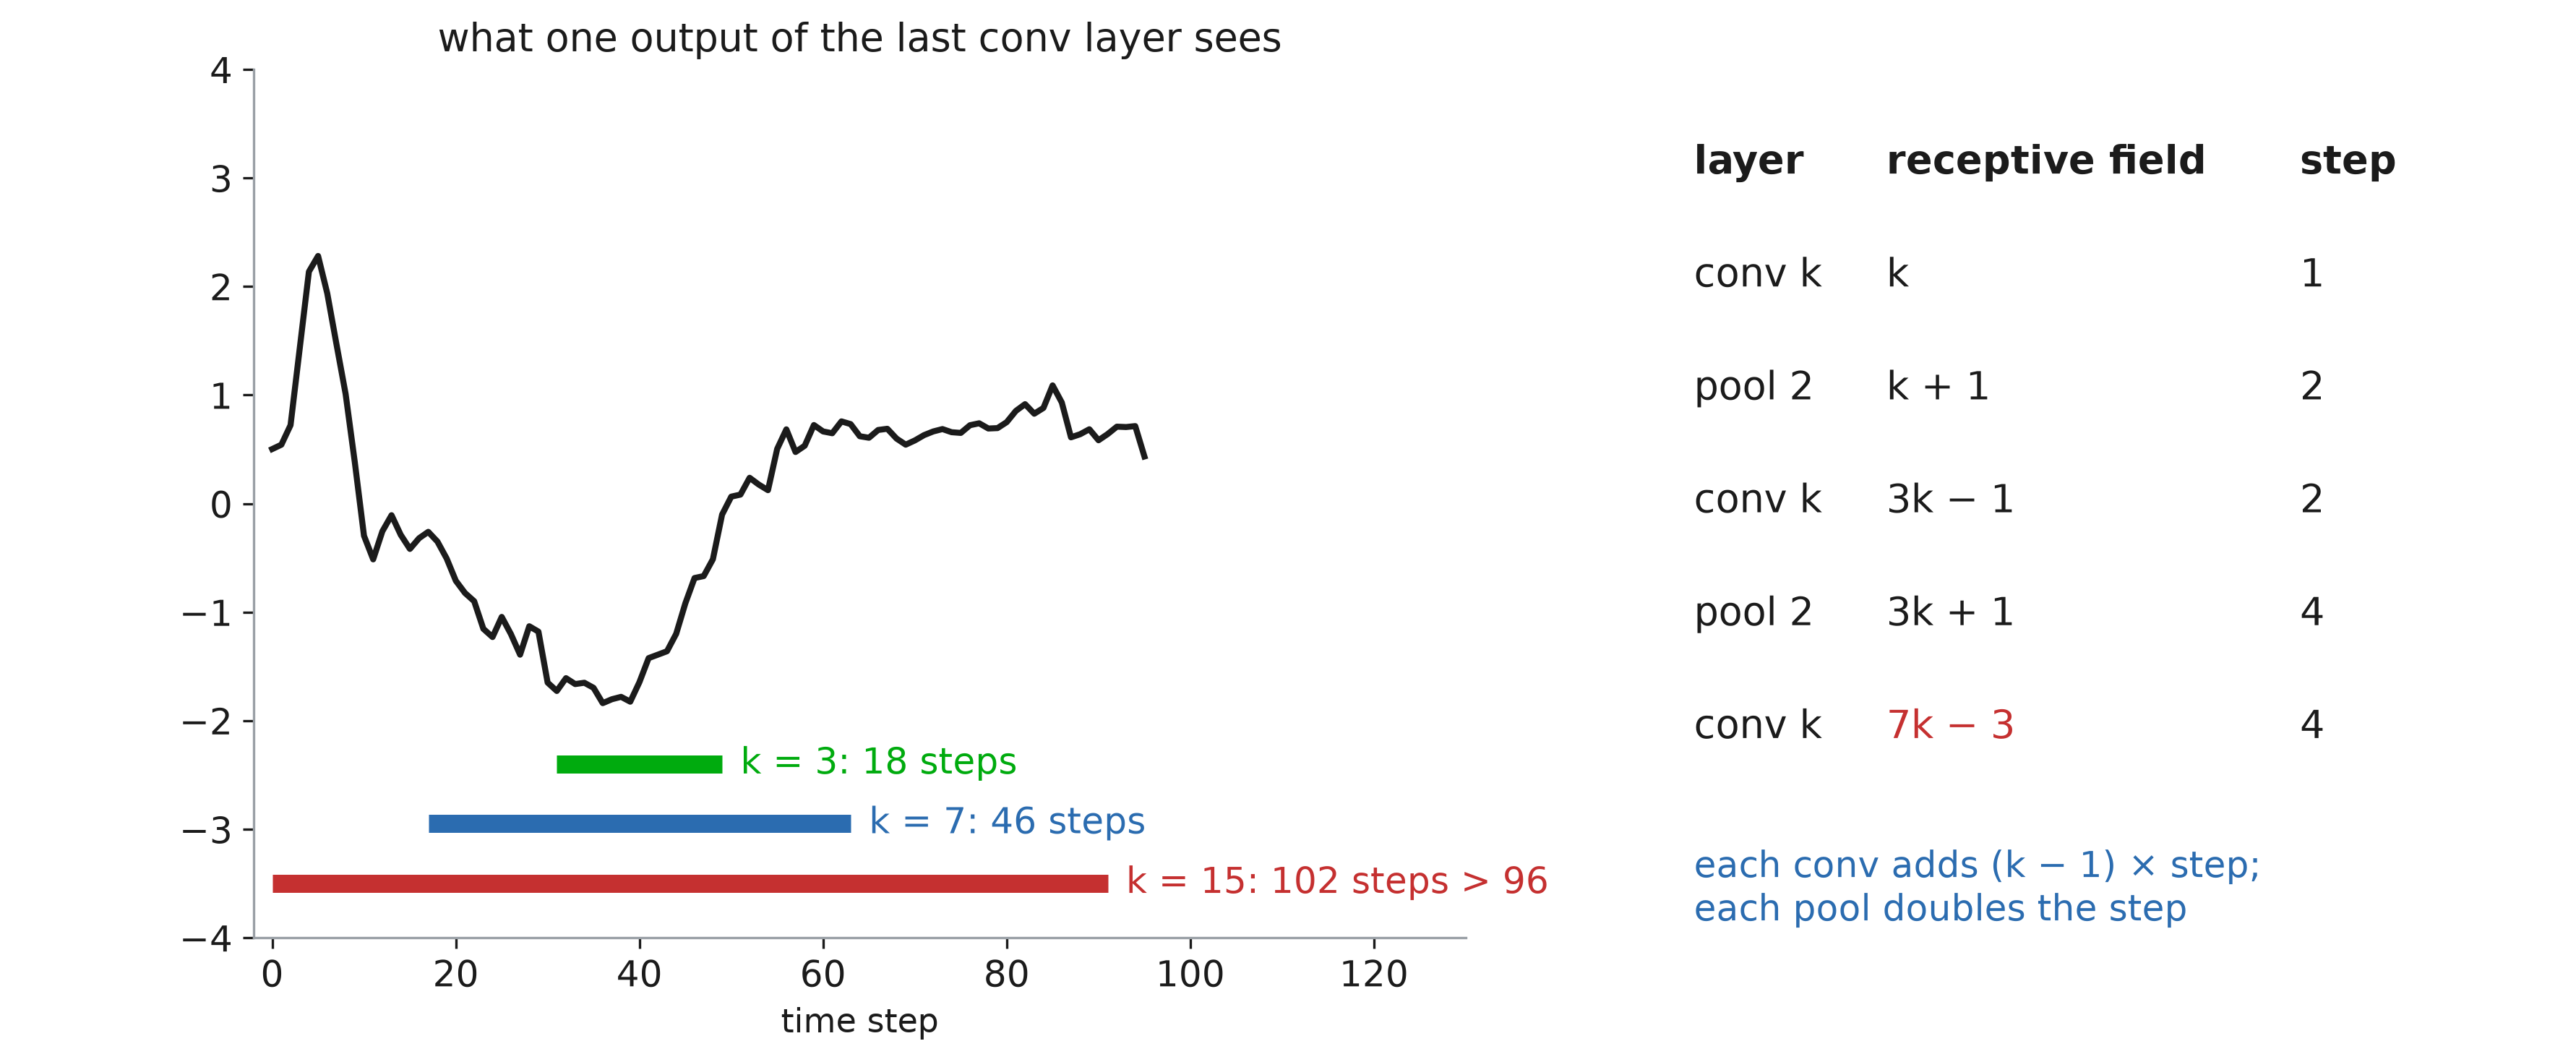 what one output of the last conv layer sees
4
3
2
1
0
−1
−2
−3
−4
k = 3: 18 steps
k = 7: 46 steps
k = 15: 102 steps > 96
0 20 40 60 80 100 120
time step
layer receptive field step
conv k k 1
pool 2 k + 1 2
conv k 3k − 1 2
pool 2 3k + 1 4
conv k 7k − 3 4
each conv adds (k − 1) × step;
each pool doubles the step